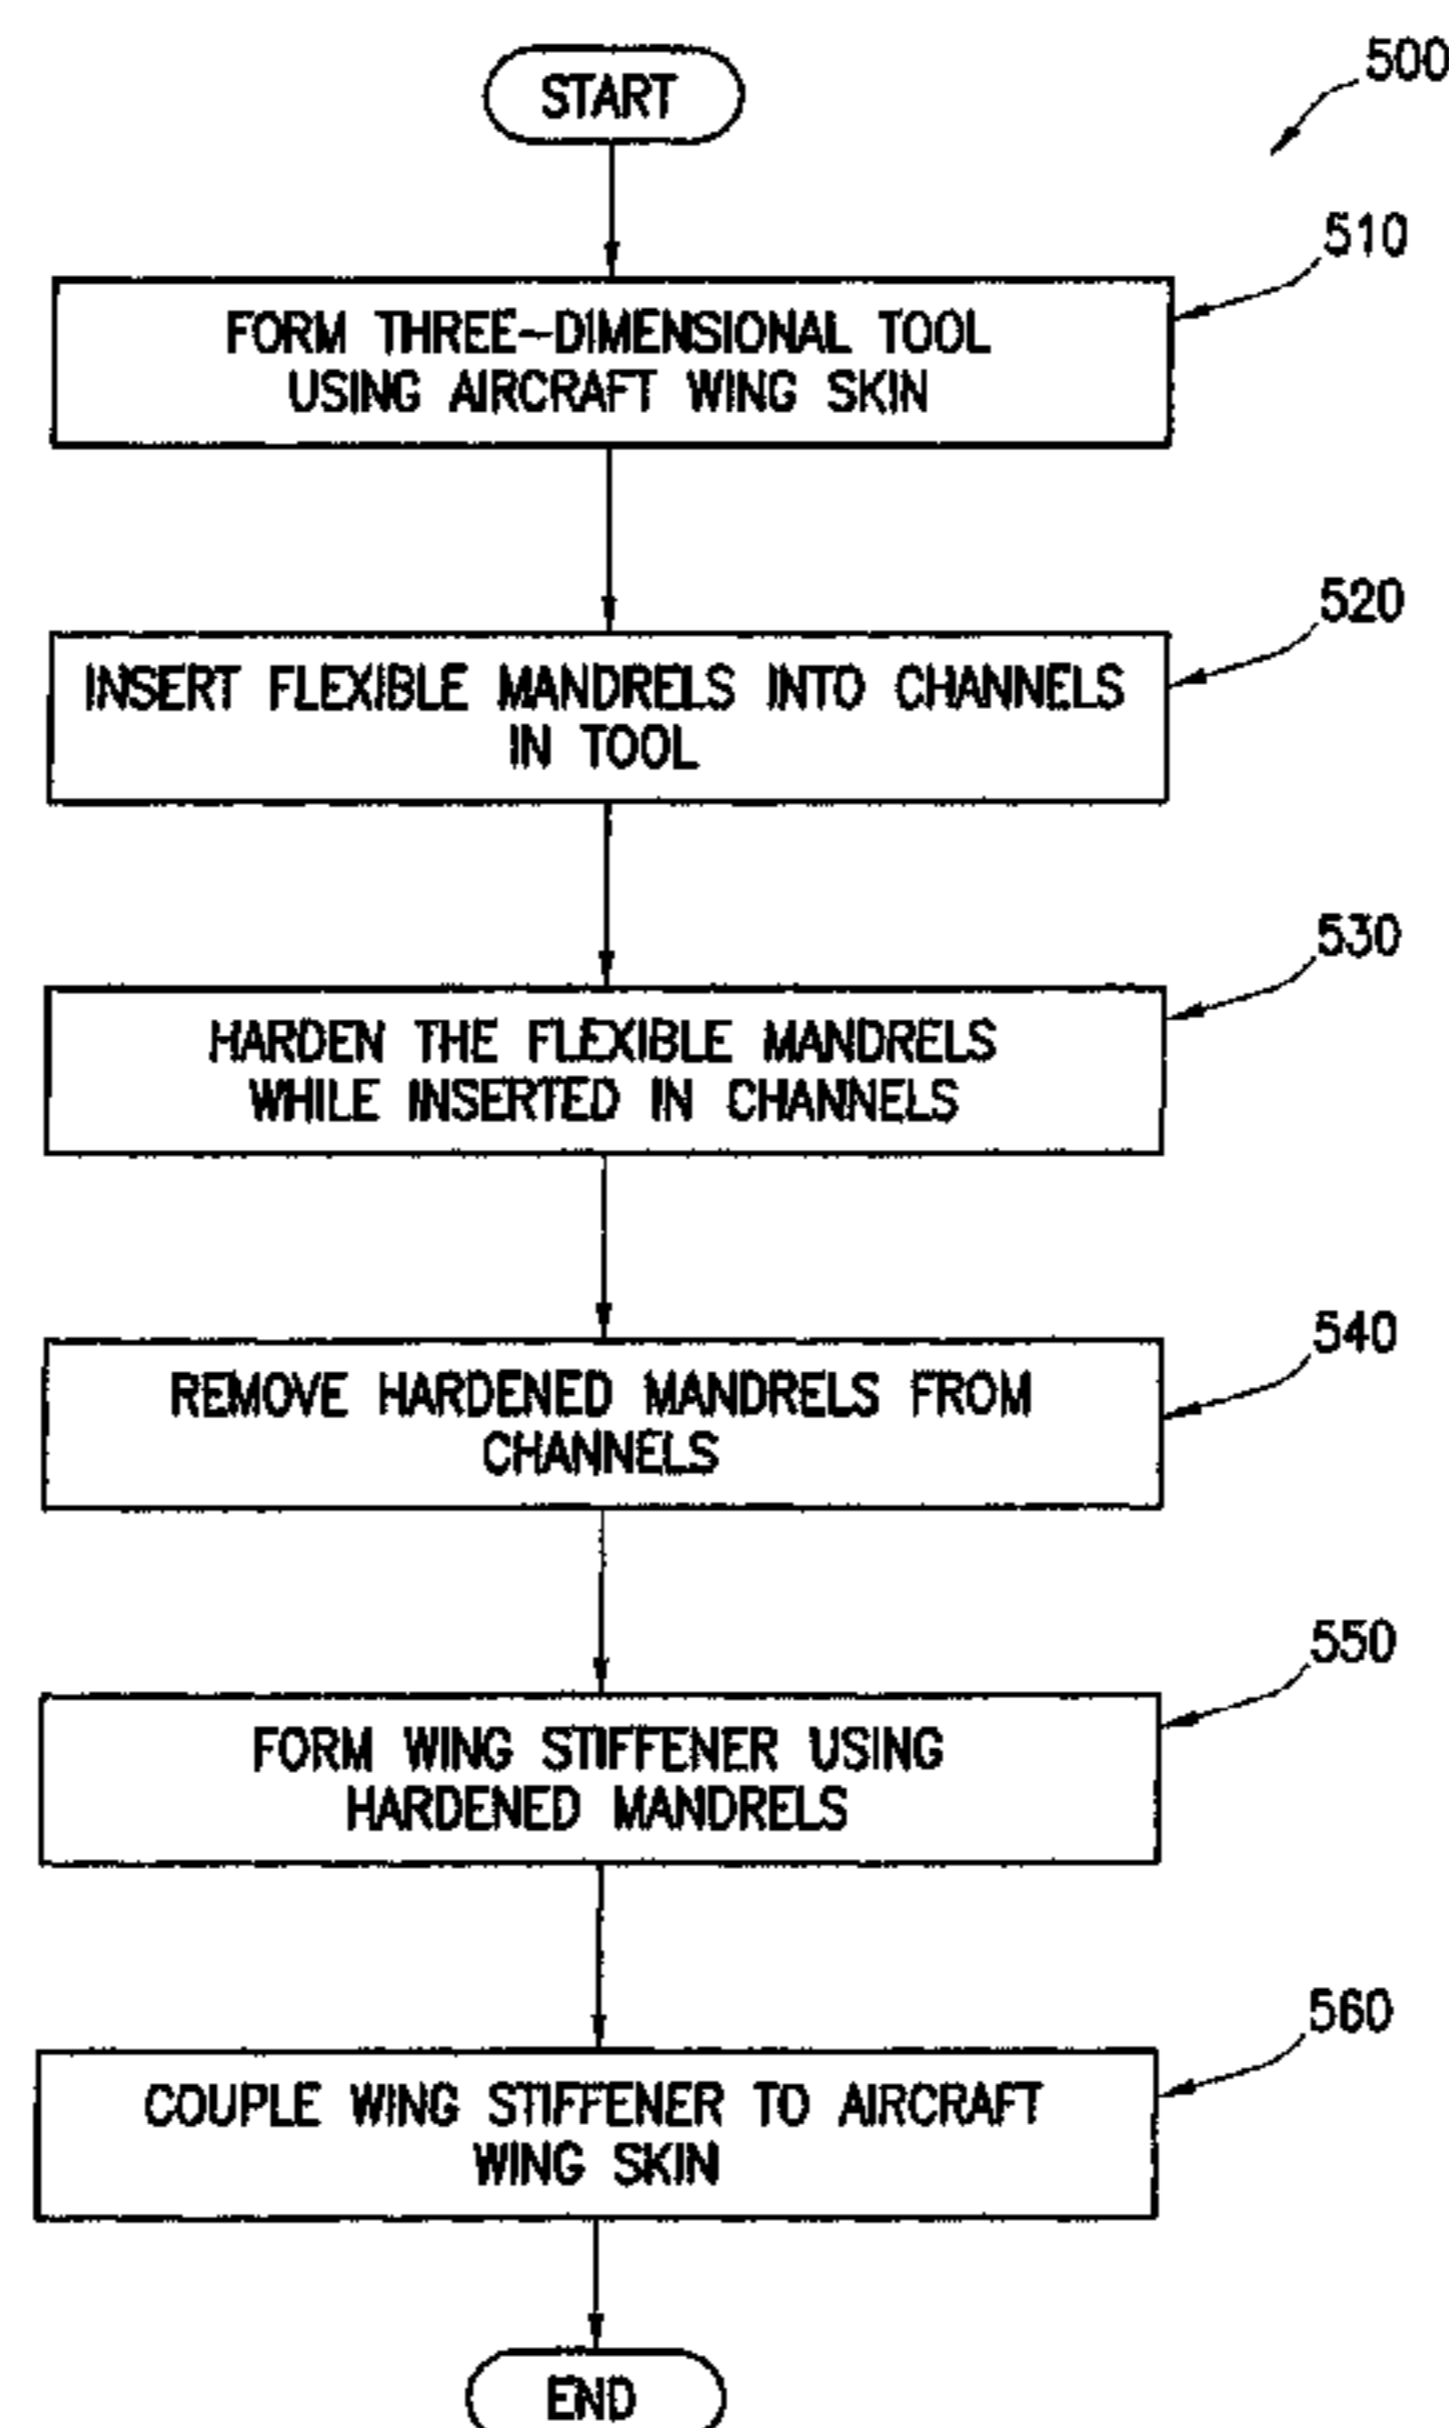 START
500
510
FORM THREE-DIMENSIONAL TOOL
USING AIRCRAFT WING SKIN
520
INSERT FLEXIBLE MANDRELS INTO CHANNELS
IN TOOL
530
HARDEN THE FLEXIBLE MANDRELS
WHILE INSERTED IN CHANNELS
540
REMOVE HARDENED MANDRELS FROM
CHANNELS
550
FORM WING STIFFENER USING
HARDENED MANDRELS
560
COUPLE WING STIFFENER TO AIRCRAFT
WING SKIN
END